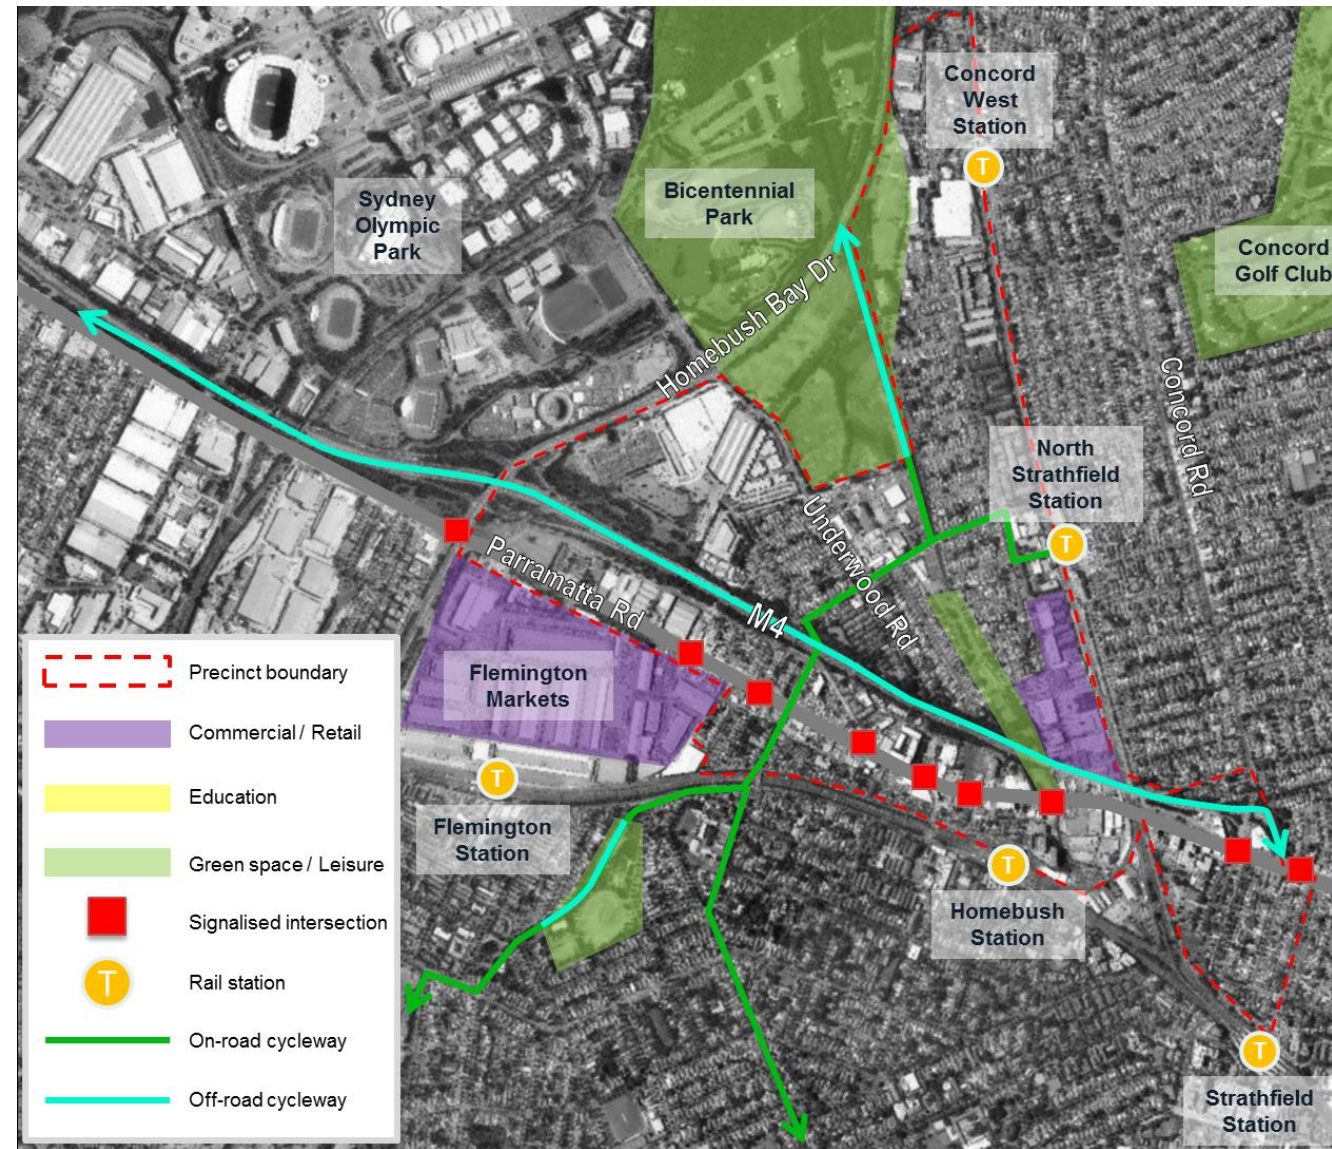 Concord
West
Station
T
Sydney
Olympic
Park
Bicentennial
Park
Concord
Golf Club
Homebush Bay Dr
Concord Rd
North
Strathfield
Station
T
Underwood Rd
Parramatta Rd
M4
Flemington
Markets
T
Flemington
Station
T
Homebush
Station
T
Strathfield
Station
Precinct boundary
Commercial / Retail
Education
Green space / Leisure
Signalised intersection
T
Rail station
On-road cycleway
Off-road cycleway